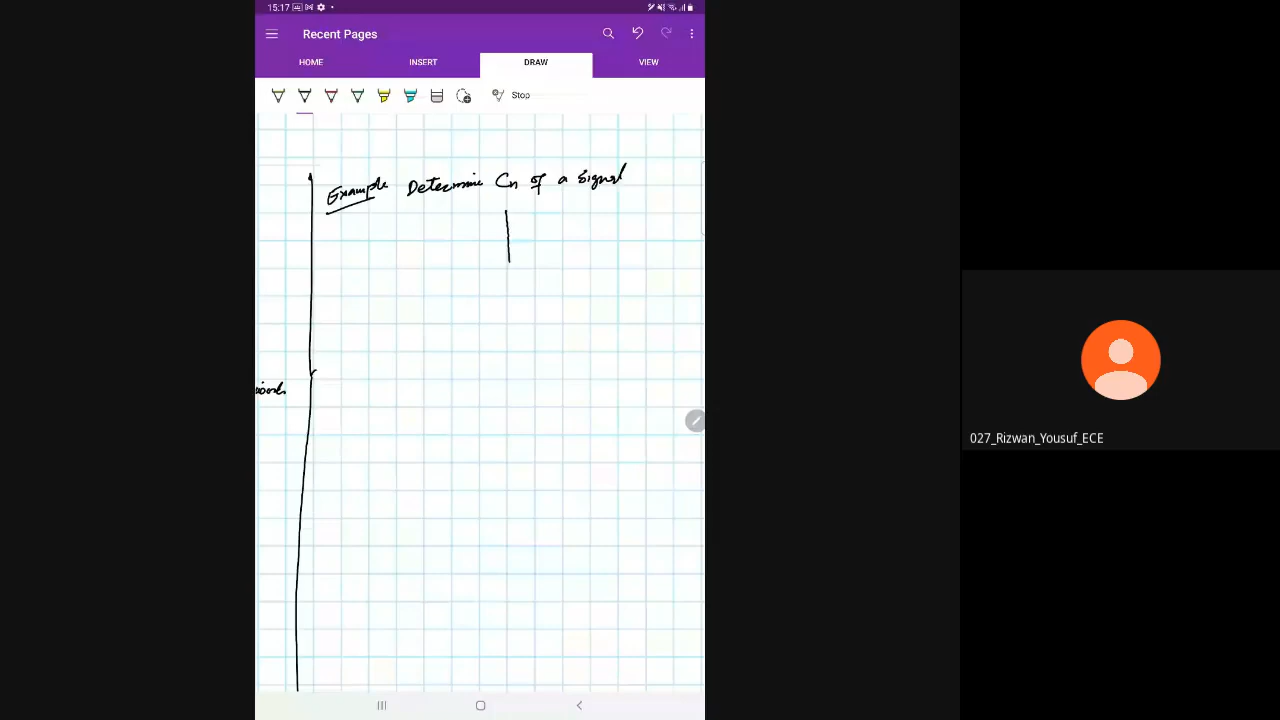 15:17
Recent Pages
HOME INSERT DRAW VIEW
Stop
Example Determine Cn of a signal
027_Rizwan_Yousuf_ECE